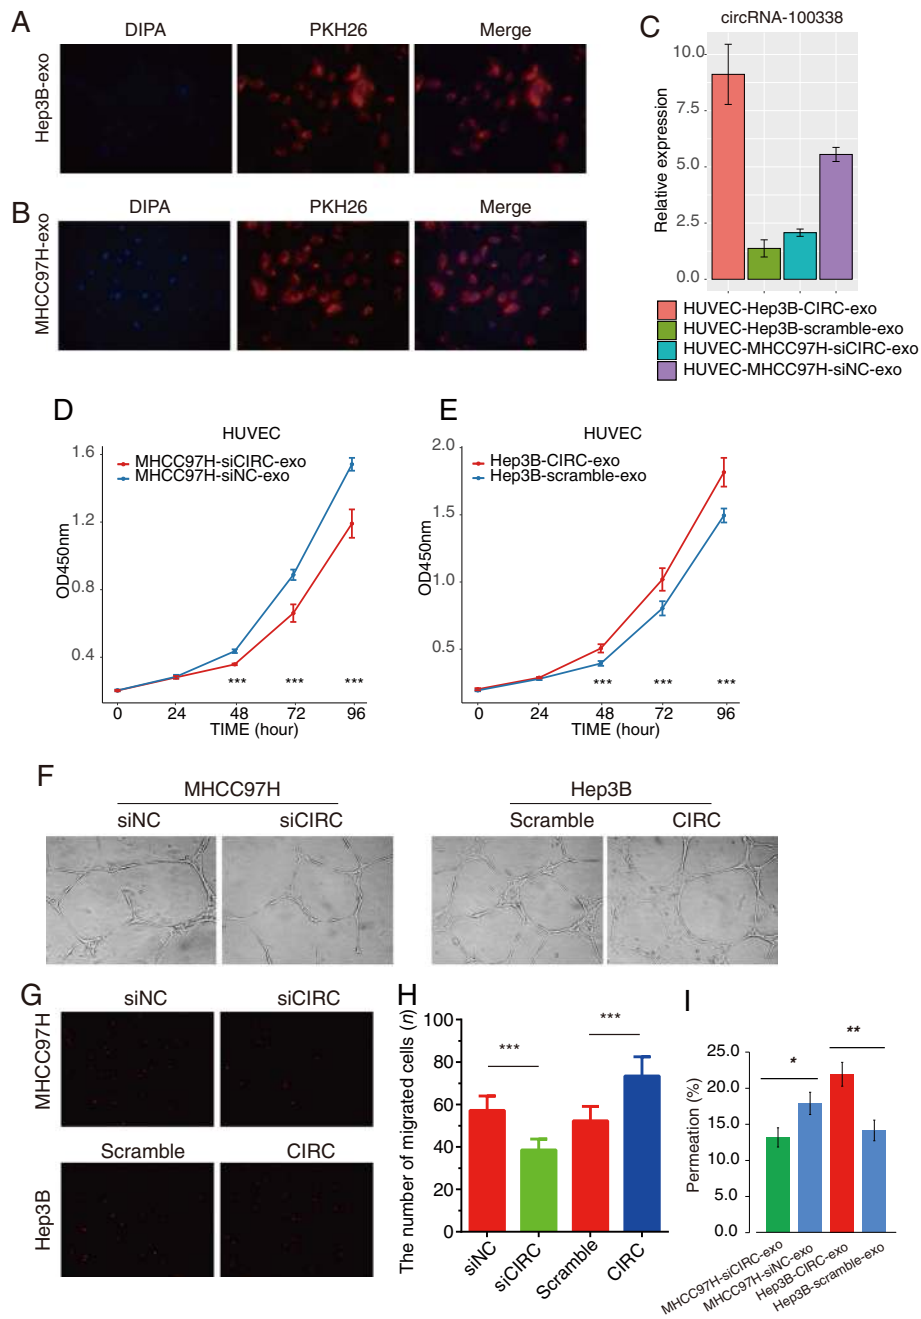 A
DIPA PKH26 Merge
Hep3B-exo
B
DIPA PKH26 Merge
MHCC97H-exo
C
circRNA-100338
Relative expression
10.0
7.5
5.0
2.5
0.0
HUVEC-Hep3B-CIRC-exo
HUVEC-Hep3B-scramble-exo
HUVEC-MHCC97H-siCIRC-exo
HUVEC-MHCC97H-siNC-exo
D
HUVEC
MHCC97H-siCIRC-exo
MHCC97H-siNC-exo
OD450nm
1.6
1.2
0.8
0.4
*** *** ***
0 24 48 72 96
TIME (hour)
E
HUVEC
Hep3B-CIRC-exo
Hep3B-scramble-exo
OD450nm
2.0
1.5
1.0
0.5
*** *** ***
0 24 48 72 96
TIME (hour)
F
MHCC97H Hep3B
siNC siCIRC Scramble CIRC
G
siNC siCIRC
MHCC97H
Scramble CIRC
Hep3B
H
The number of migrated cells (n)
100
80
60
40
20
0
*** ***
siNC siCIRC Scramble CIRC
I
Permeation (%)
25.0
20.0
15.0
10.0
5.0
0.0
* **
MHCC97H-siCIRC-exo
MHCC97H-siNC-exo
Hep3B-CIRC-exo
Hep3B-scramble-exo